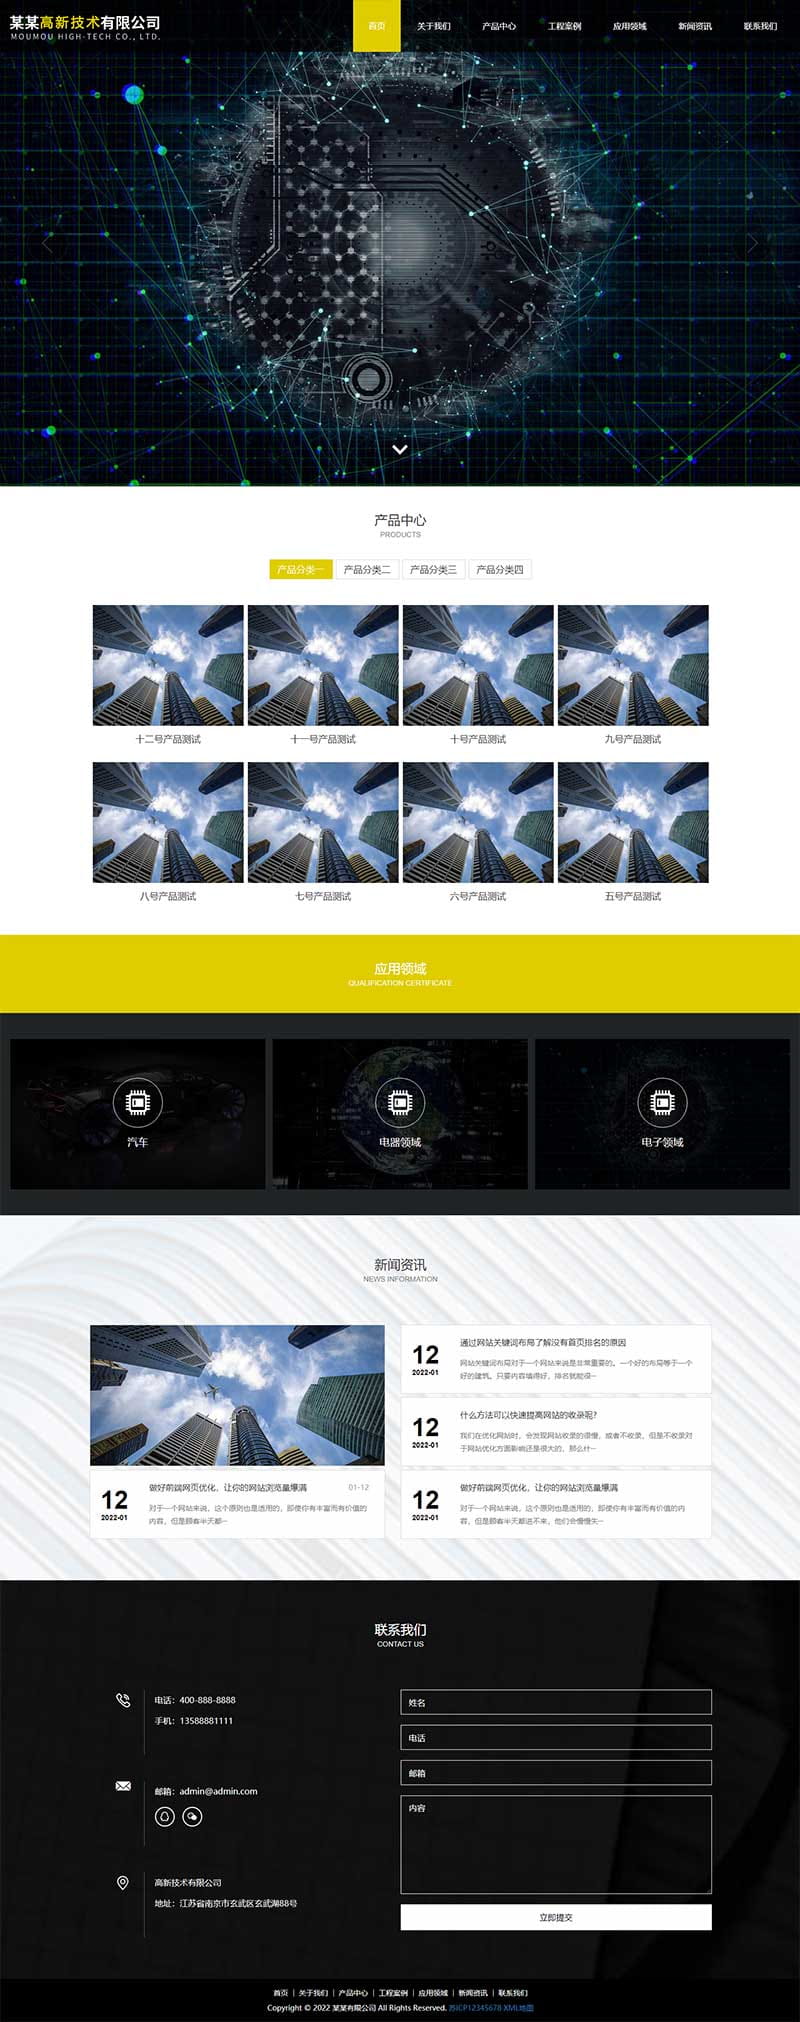 某某高新技术有限公司
MOUMOU HIGH-TECH CO., LTD.
首页 关于我们 产品中心 工程案例 应用领域 新闻资讯 联系我们
产品中心
PRODUCTS
产品分类一 产品分类二 产品分类三 产品分类四
十二号产品测试 十一号产品测试 十号产品测试 九号产品测试
八号产品测试 七号产品测试 六号产品测试 五号产品测试
应用领域
QUALIFICATION CERTIFICATE
汽车 电器领域 电子领域
新闻资讯
NEWS INFORMATION
12
2022-01
做好前端网页优化，让你的网站浏览量爆满 01-12
对于一个网站来说，这个原则也是适用的，即使你有丰富而有价值的
内容，但是顾客半天都···
12
2022-01
通过网站关键词布局了解没有首页排名的原因
网站关键词布局对于一个网站来说是非常重要的。一个好的布局等于一个
好的建筑。只要内容填得好，排名就能很···
12
2022-01
什么方法可以快速提高网站的收录呢？
我们在优化网站时，会发现网站收录的很慢，或者不收录，但是不收录对
于网站优化方面影响还是很大的，那么什···
12
2022-01
做好前端网页优化，让你的网站浏览量爆满
对于一个网站来说，这个原则也是适用的，即使你有丰富而有价值的内
容，但是顾客半天都进不来，他们会慢慢失···
联系我们
CONTACT US
电话：400-888-8888
手机：13588881111
邮箱：admin@admin.com
高新技术有限公司
地址：江苏省南京市玄武区玄武湖88号
姓名
电话
邮箱
内容
立即提交
首页 | 关于我们 | 产品中心 | 工程案例 | 应用领域 | 新闻资讯 | 联系我们
Copyright © 2022 某某有限公司 All Rights Reserved. 苏ICP12345678 XML地图